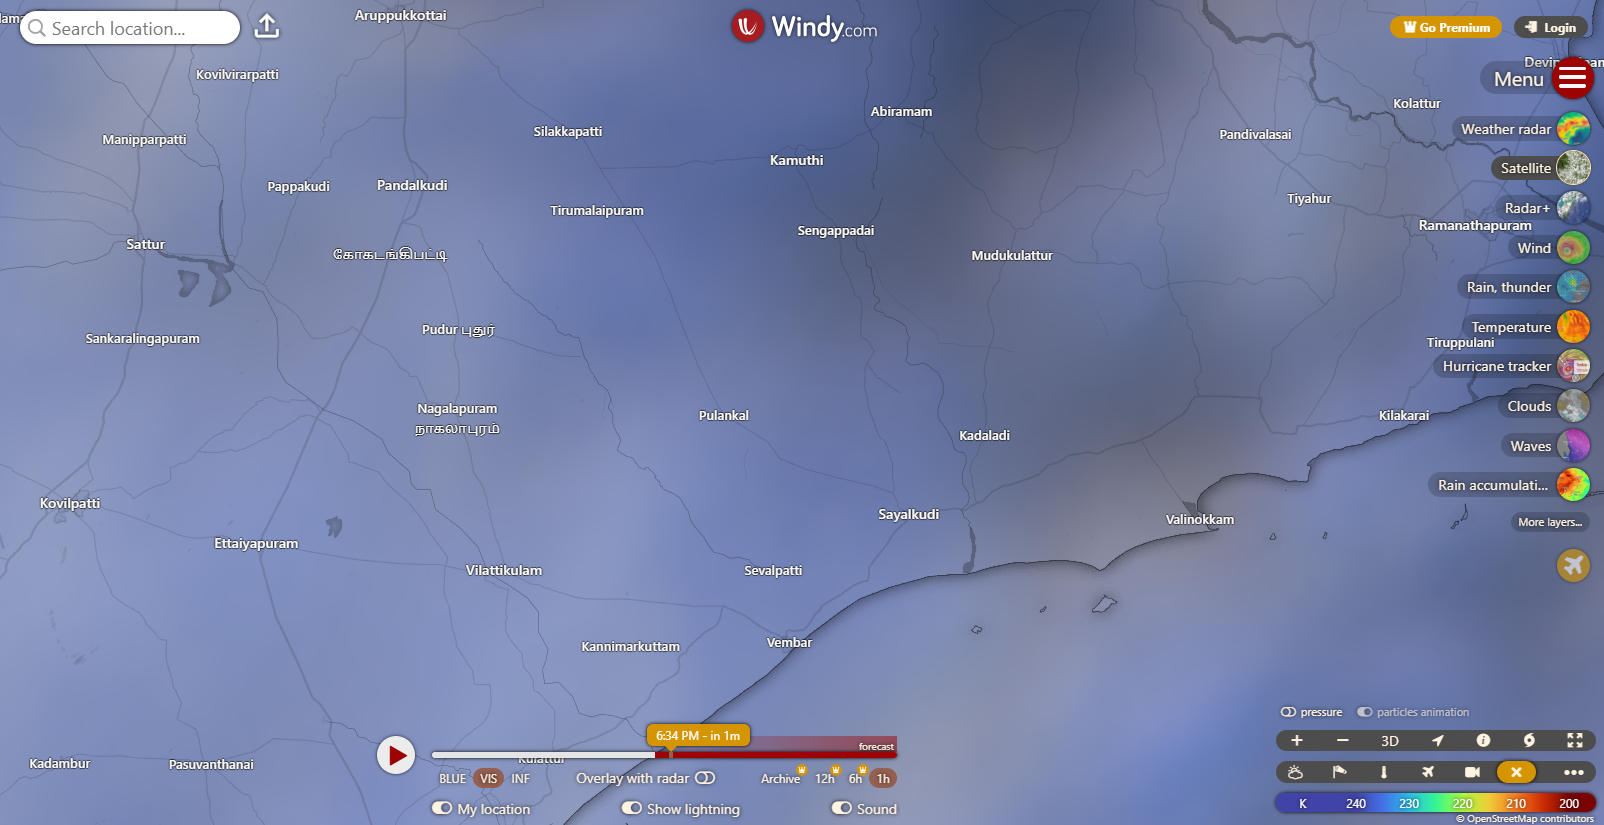 Search location...
Windy.com
Go Premium
Login
Menu
Weather radar
Satellite
Radar+
Wind
Rain, thunder
Temperature
Hurricane tracker
Clouds
Waves
Rain accumulati...
More layers...
Aruppukkottai
Kovilvirarpatti
Manipparpatti
Silakkapatti
Abiramam
Kolattur
Pandivalasai
Kamuthi
Pappakudi
Pandalkudi
Tirumalaipuram
Tiyahur
Sengappadai
Ramanathapuram
Sattur
கோகடங்கிபட்டி
Mudukulattur
Pudur புதூர்
Sankaralingapuram
Tiruppulani
Nagalapuram
நாகலாபுரம்
Pulankal
Kilakarai
Kadaladi
Kovilpatti
Sayalkudi
Valinokkam
Ettaiyapuram
Vilattikulam
Sevalpatti
Kannimarkuttam
Vembar
Kadambur
Pasuvanthanai
Kulattur
6:34 PM - in 1m
forecast
BLUE VIS INF
Overlay with radar
Archive 12h 6h 1h
My location
Show lightning
Sound
pressure
particles animation
3D
K 240 230 220 210 200
© OpenStreetMap contributors